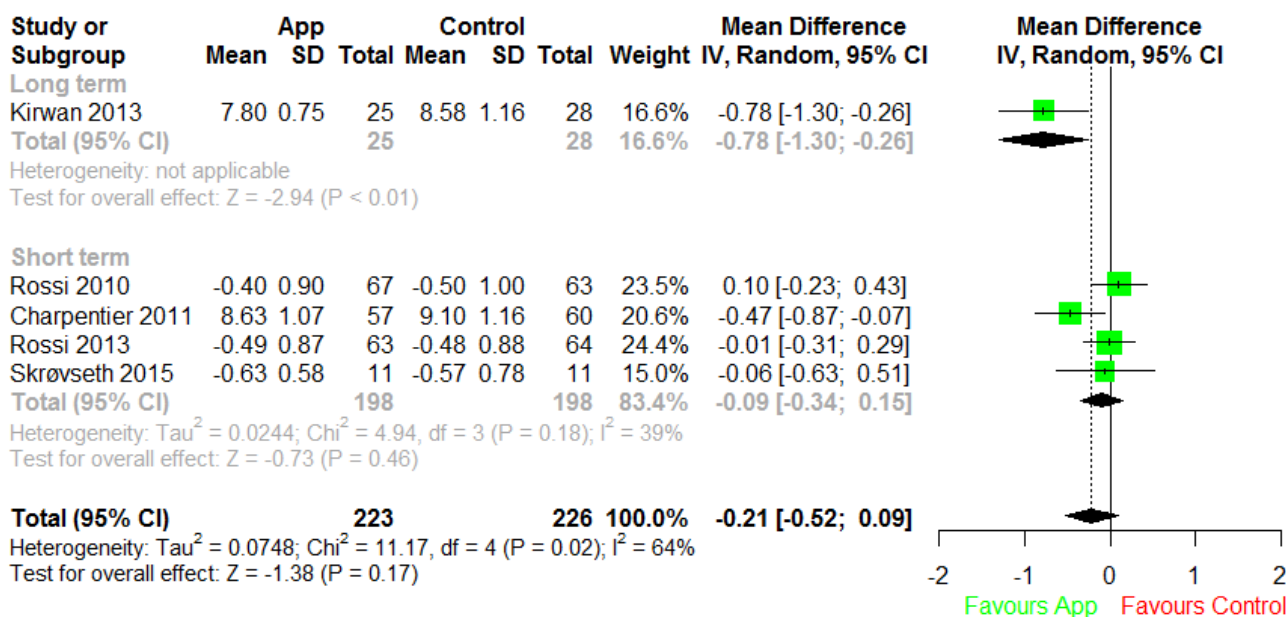 Study or App Control Mean Difference Mean Difference
Subgroup Mean SD Total Mean SD Total Weight IV, Random, 95% CI IV, Random, 95% CI
Long term
Kirwan 2013 7.80 0.75 25 8.58 1.16 28 16.6% -0.78 [-1.30; -0.26]
Total (95% CI) 25 28 16.6% -0.78 [-1.30; -0.26]
Heterogeneity: not applicable
Test for overall effect: Z = -2.94 (P < 0.01)
Short term
Rossi 2010 -0.40 0.90 67 -0.50 1.00 63 23.5% 0.10 [-0.23; 0.43]
Charpentier 2011 8.63 1.07 57 9.10 1.16 60 20.6% -0.47 [-0.87; -0.07]
Rossi 2013 -0.49 0.87 63 -0.48 0.88 64 24.4% -0.01 [-0.31; 0.29]
Skrøvseth 2015 -0.63 0.58 11 -0.57 0.78 11 15.0% -0.06 [-0.63; 0.51]
Total (95% CI) 198 198 83.4% -0.09 [-0.34; 0.15]
Heterogeneity: Tau² = 0.0244; Chi² = 4.94, df = 3 (P = 0.18); I² = 39%
Test for overall effect: Z = -0.73 (P = 0.46)
Total (95% CI) 223 226 100.0% -0.21 [-0.52; 0.09]
Heterogeneity: Tau² = 0.0748; Chi² = 11.17, df = 4 (P = 0.02); I² = 64%
Test for overall effect: Z = -1.38 (P = 0.17)
-2 -1 0 1 2
Favours App Favours Control